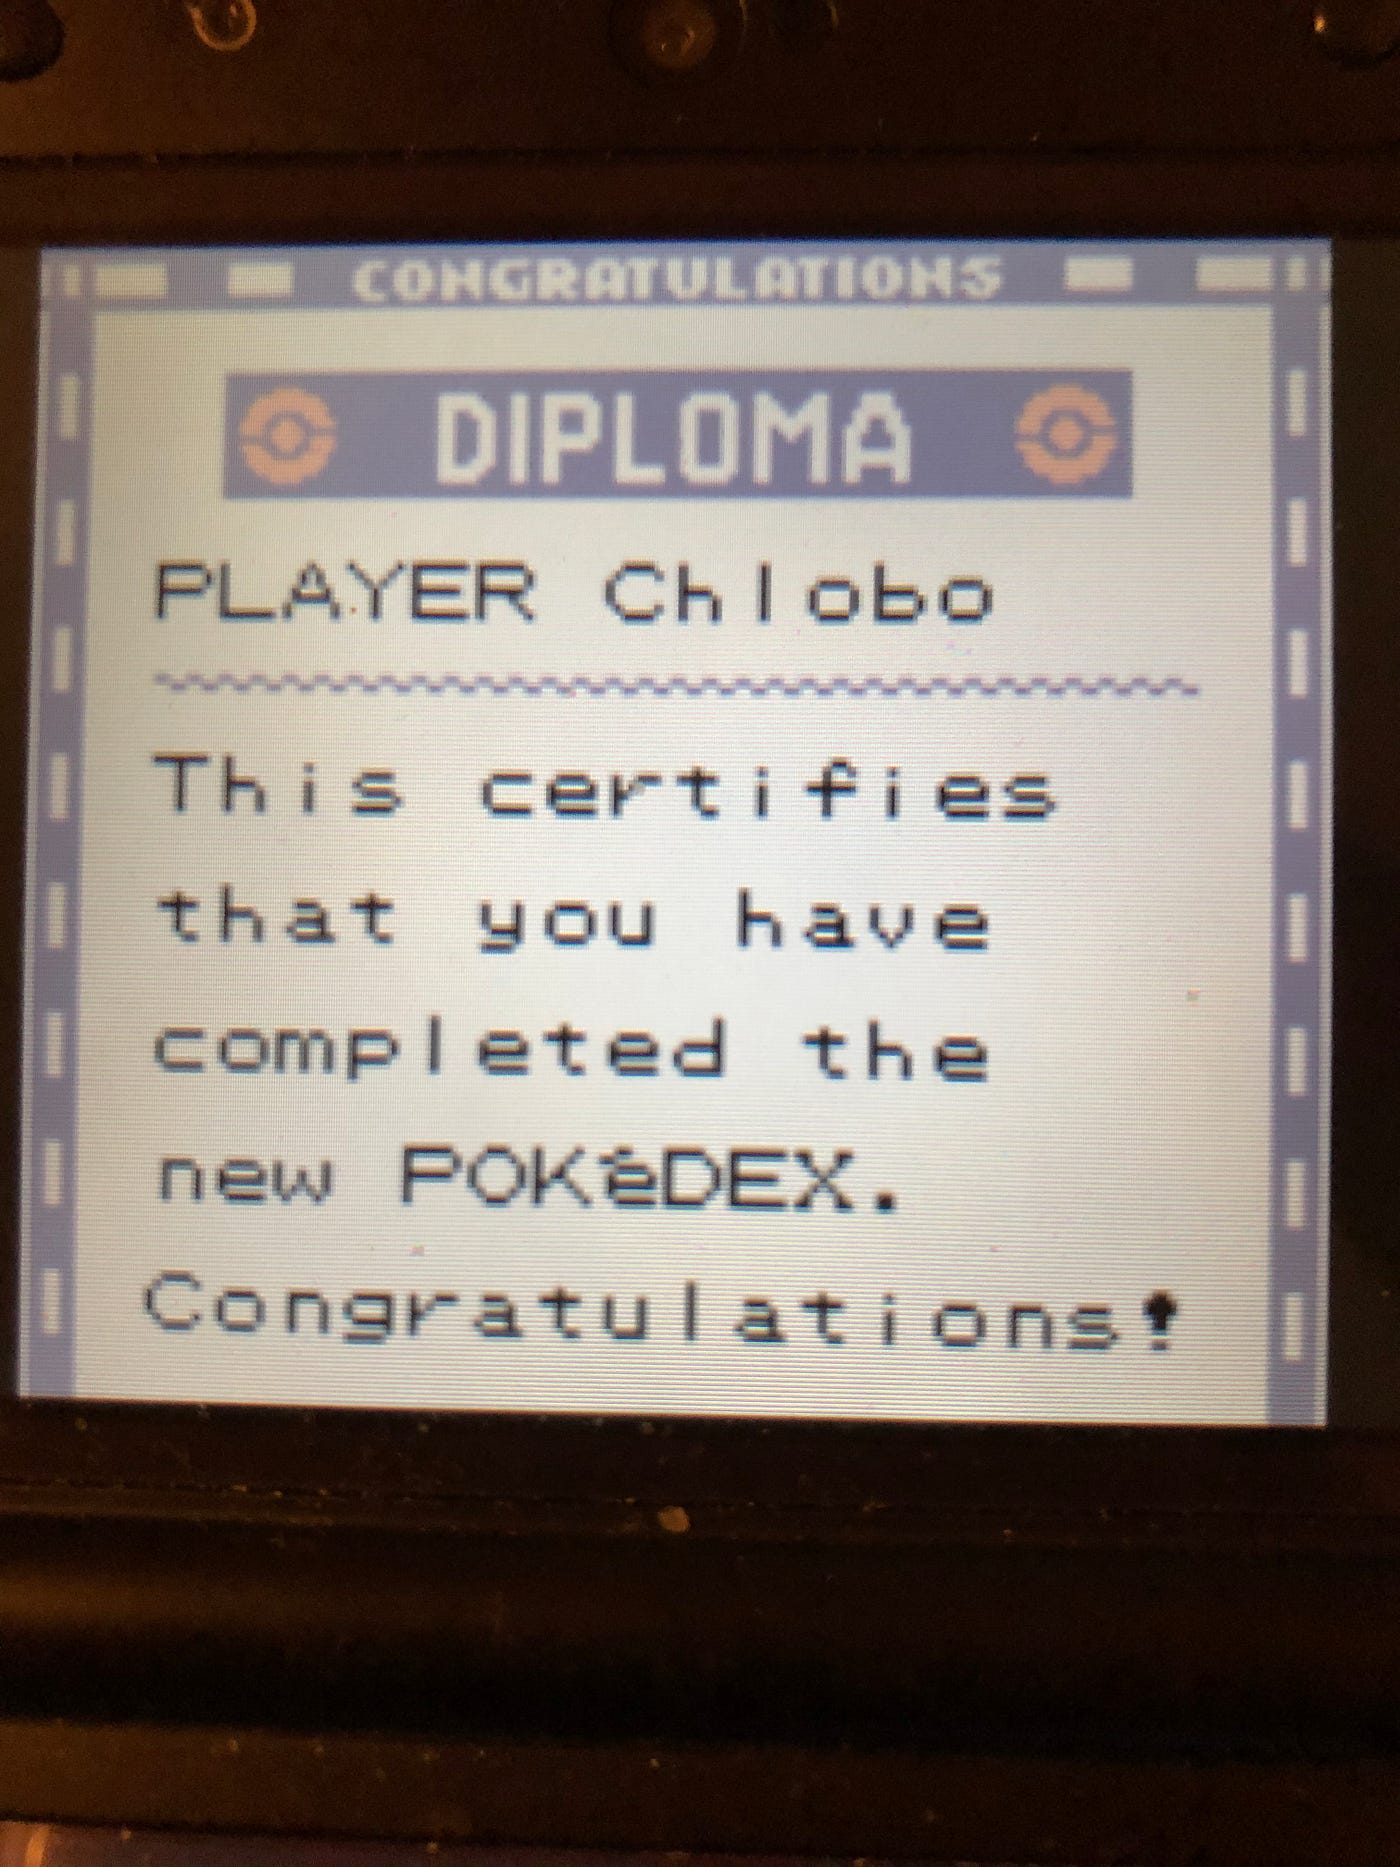 CONGRATULATIONS
DIPLOMA
PLAYER Chlobo
This certifies
that you have
completed the
new POKéDEX.
Congratulations!